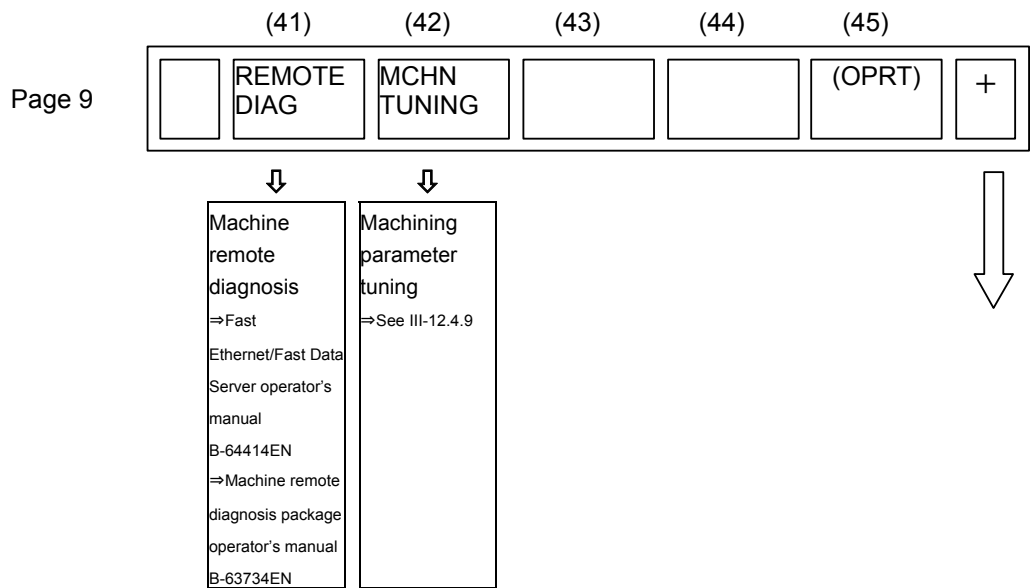 (41) (42) (43) (44) (45)
Page 9
REMOTE
DIAG
MCHN
TUNING
(OPRT)
+
Machine
remote
diagnosis
⇒Fast
Ethernet/Fast Data
Server operator's
manual
B-64414EN
⇒Machine remote
diagnosis package
operator's manual
B-63734EN
Machining
parameter
tuning
⇒See III-12.4.9